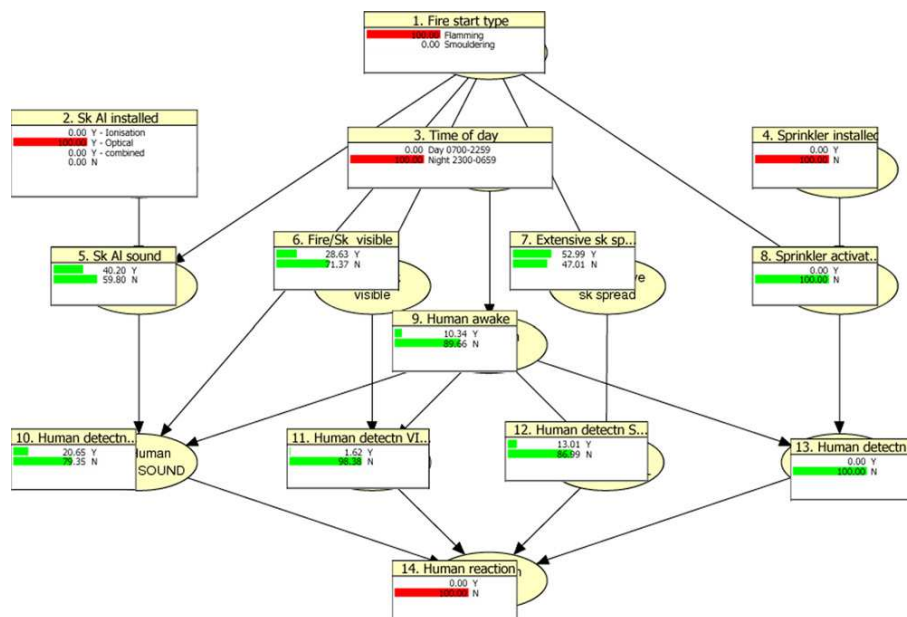 1. Fire start type
100.00 Flamming
0.00 Smouldering
2. Sk Al installed
0.00 Y - Ionisation
100.00 Y - Optical
0.00 Y - combined
0.00 N
3. Time of day
0.00 Day 0700-2259
100.00 Night 2300-0659
4. Sprinkler installed
0.00 Y
100.00 N
5. Sk Al sound
40.20 Y
59.80 N
6. Fire/Sk visible
28.63 Y
71.37 N
visible
7. Extensive sk sp...
52.99 Y
47.01 N
ve
sk spread
8. Sprinkler activat...
0.00 Y
100.00 N
9. Human awake
10.34 Y
89.66 N
10. Human detectn...
20.65 Y
79.35 N
Human
SOUND
11. Human detectn VI...
1.62 Y
98.38 N
12. Human detectn S...
13.01 Y
86.99 N
13. Human detectn
0.00 Y
100.00 N
14. Human reaction
0.00 Y
100.00 N